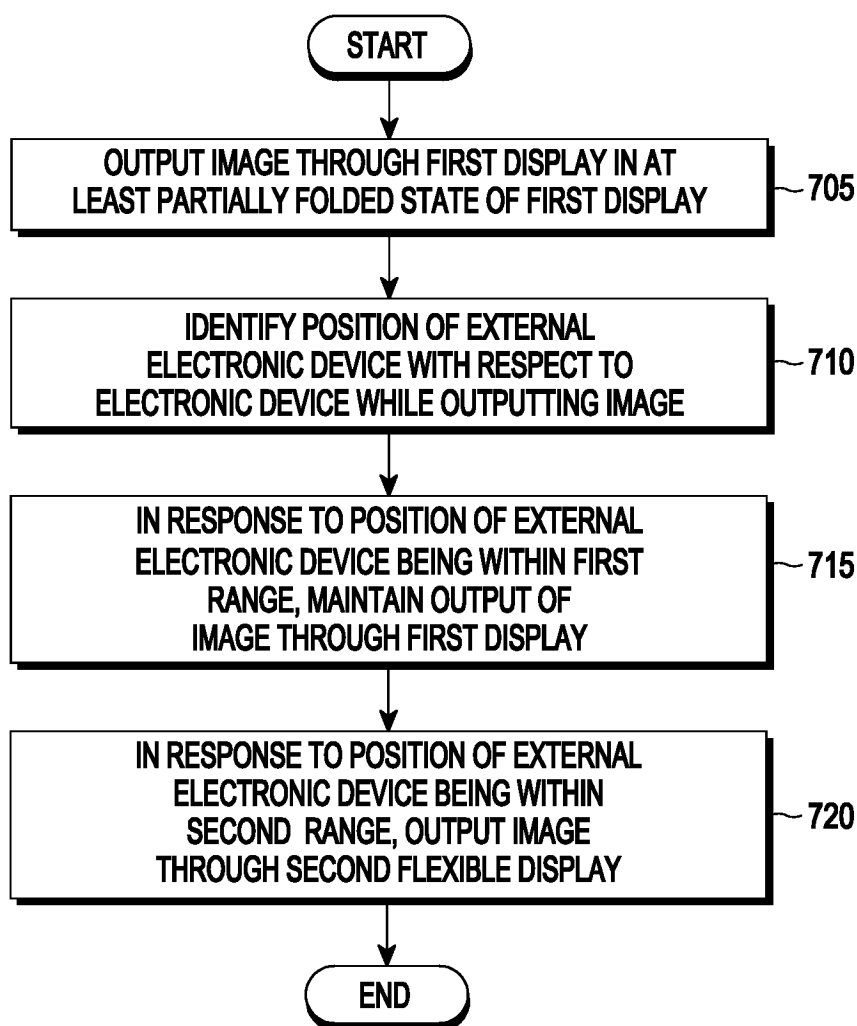 START
OUTPUT IMAGE THROUGH FIRST DISPLAY IN AT
LEAST PARTIALLY FOLDED STATE OF FIRST DISPLAY
705
IDENTIFY POSITION OF EXTERNAL
ELECTRONIC DEVICE WITH RESPECT TO
ELECTRONIC DEVICE WHILE OUTPUTTING IMAGE
710
IN RESPONSE TO POSITION OF EXTERNAL
ELECTRONIC DEVICE BEING WITHIN FIRST
RANGE, MAINTAIN OUTPUT OF
IMAGE THROUGH FIRST DISPLAY
715
IN RESPONSE TO POSITION OF EXTERNAL
ELECTRONIC DEVICE BEING WITHIN
SECOND RANGE, OUTPUT IMAGE
THROUGH SECOND FLEXIBLE DISPLAY
720
END